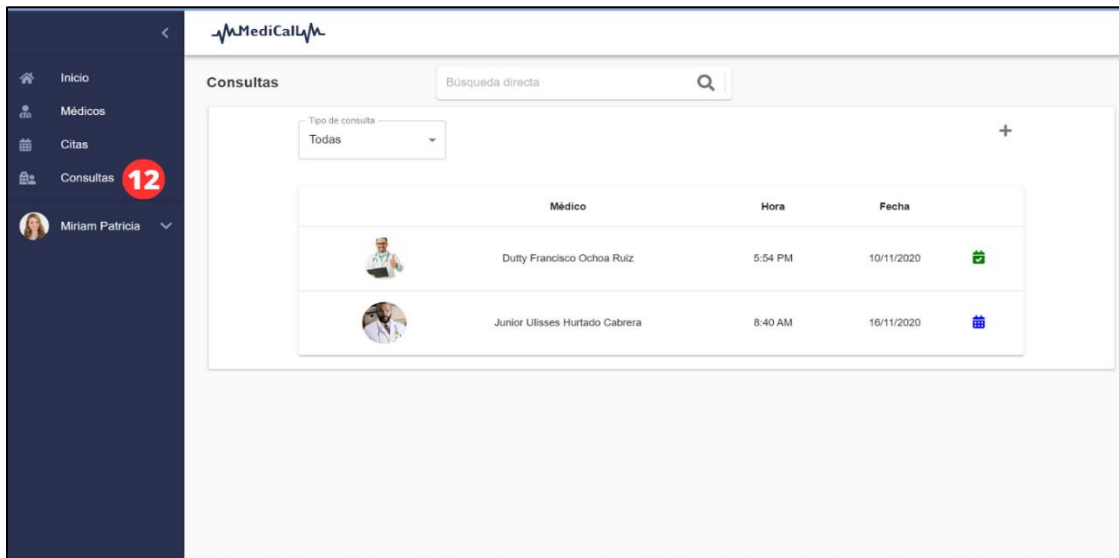 MediCall
Inicio
Médicos
Citas
Consultas 12
Miriam Patricia
Consultas
Búsqueda directa
Tipo de consulta
Todas
Médico Hora Fecha
Dutty Francisco Ochoa Ruiz 5:54 PM 10/11/2020
Junior Ulisses Hurtado Cabrera 8:40 AM 16/11/2020